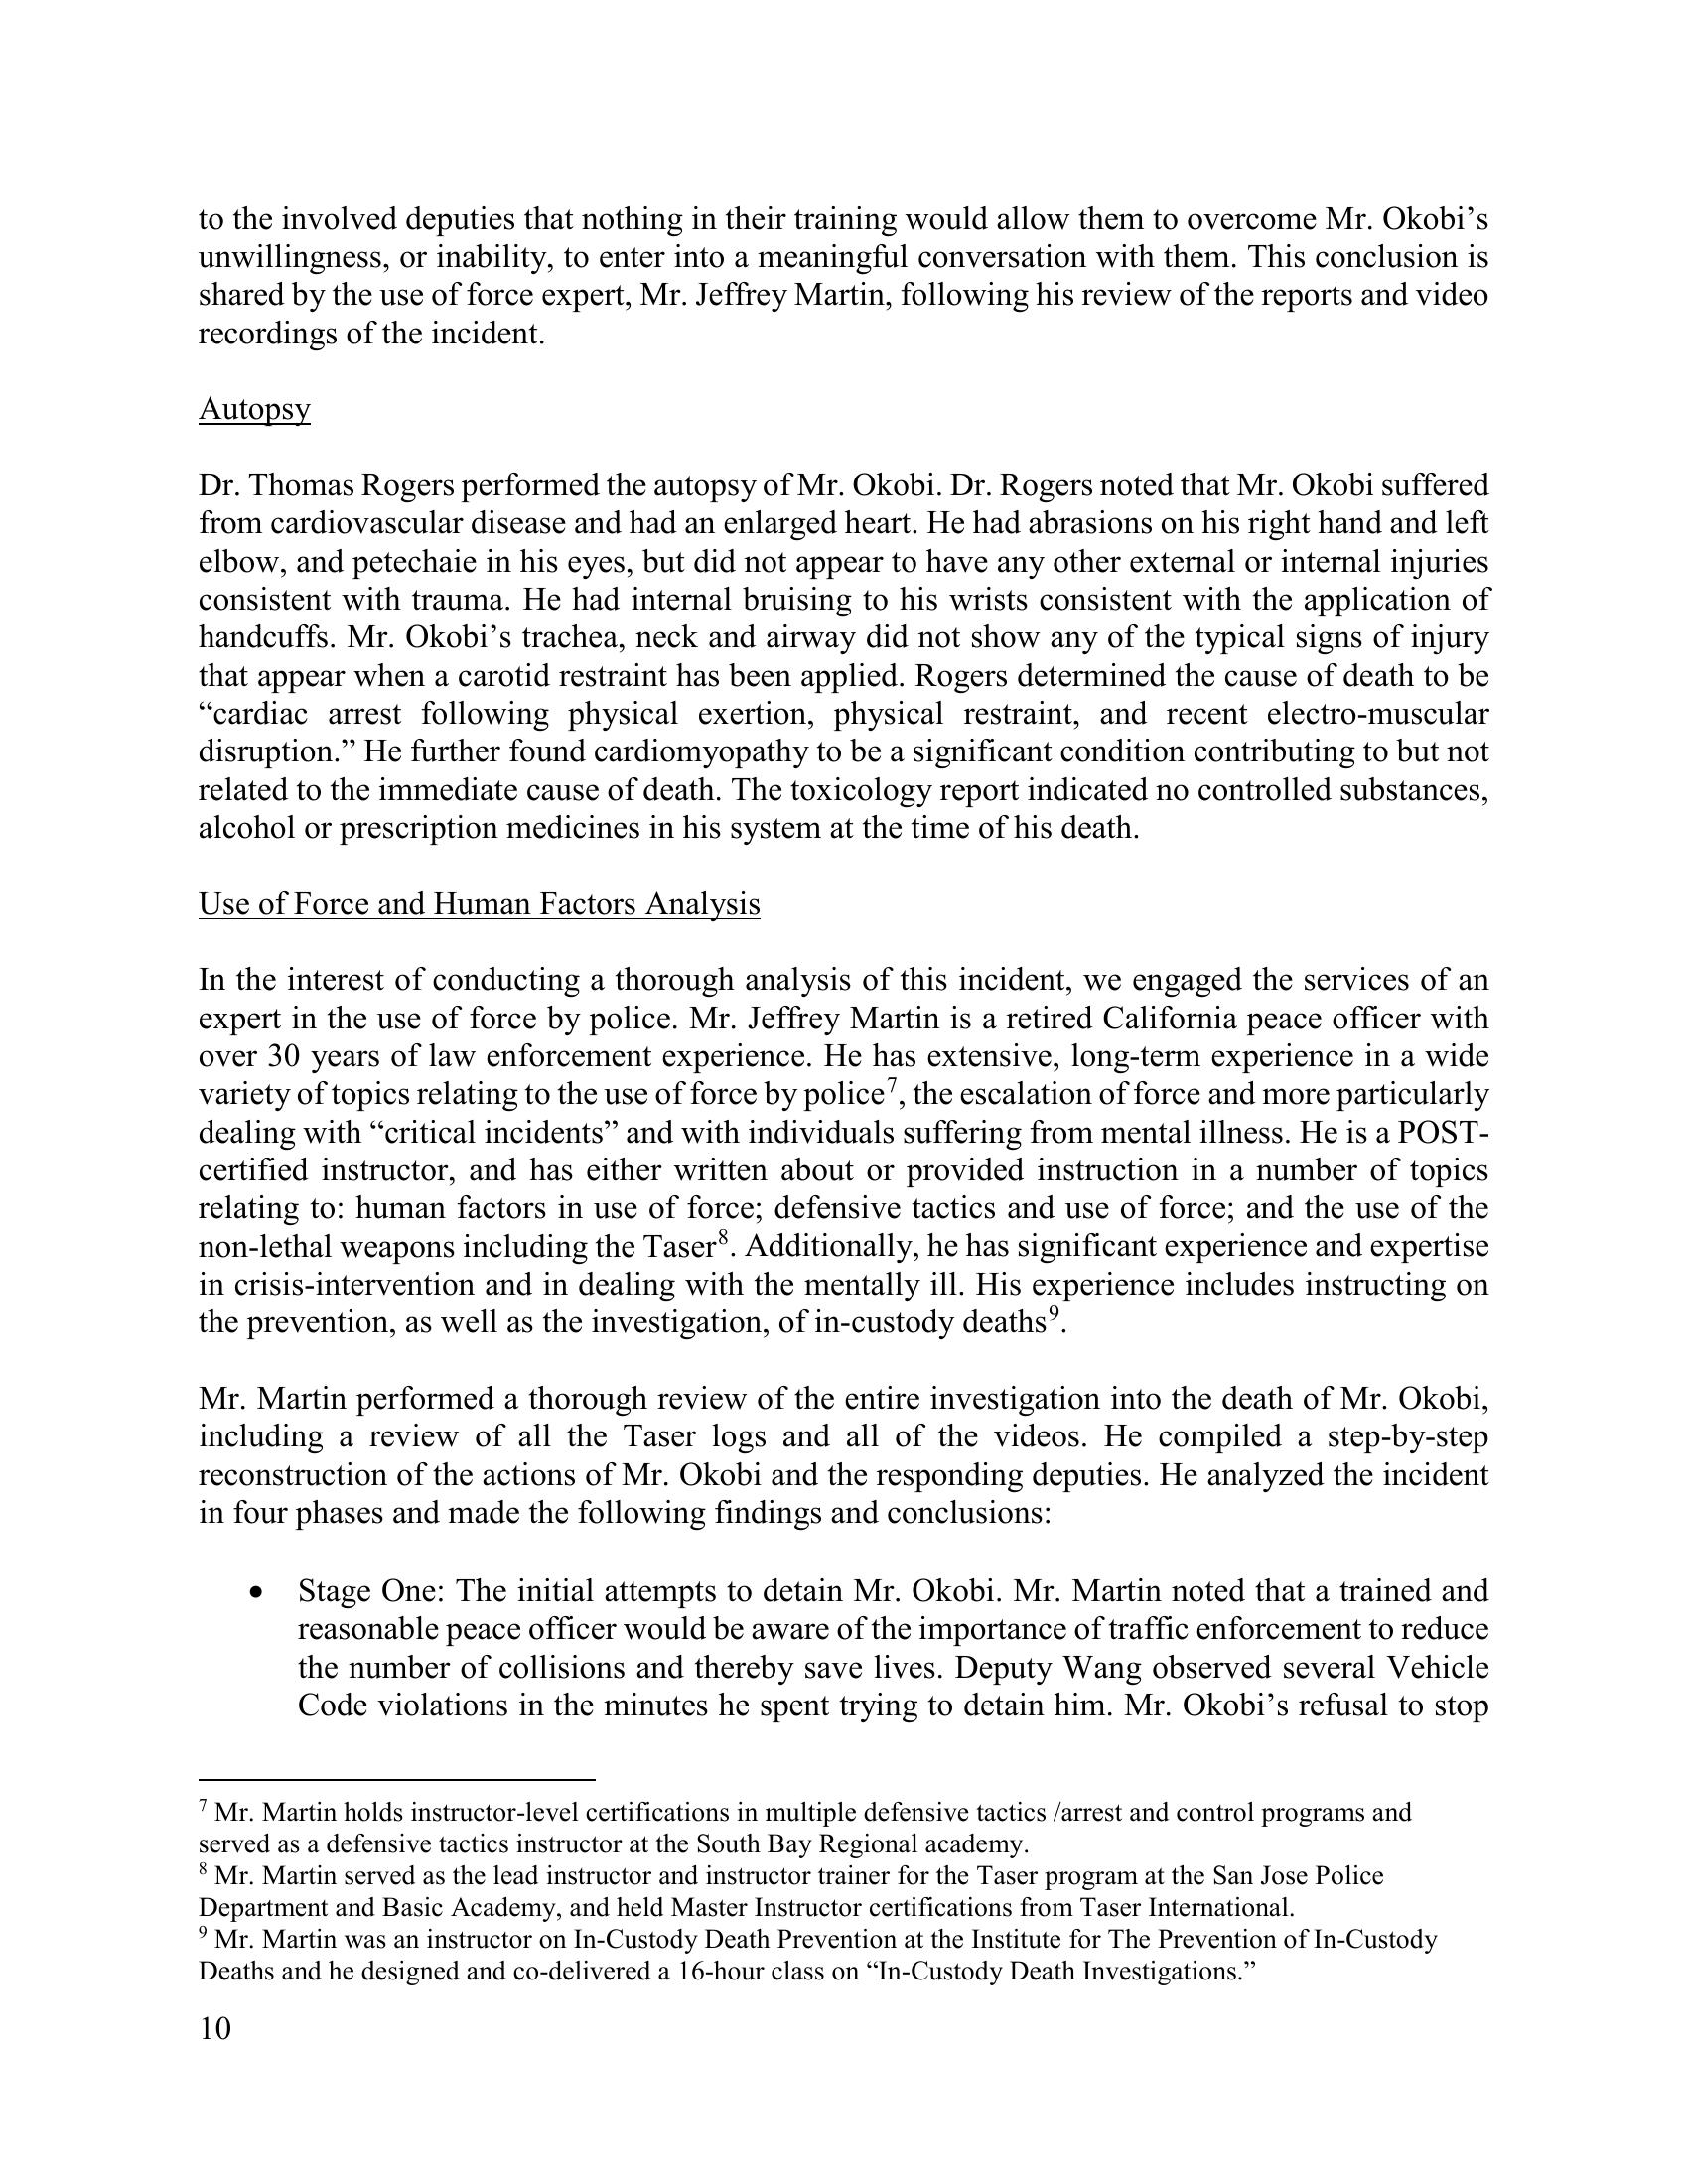 to the involved deputies that nothing in their training would allow them to overcome Mr. Okobi’s
unwillingness, or inability, to enter into a meaningful conversation with them. This conclusion is
shared by the use of force expert, Mr. Jeffrey Martin, following his review of the reports and video
recordings of the incident.
Autopsy
Dr. Thomas Rogers performed the autopsy of Mr. Okobi. Dr. Rogers noted that Mr. Okobi suffered
from cardiovascular disease and had an enlarged heart. He had abrasions on his right hand and left
elbow, and petechaie in his eyes, but did not appear to have any other external or internal injuries
consistent with trauma. He had internal bruising to his wrists consistent with the application of
handcuffs. Mr. Okobi’s trachea, neck and airway did not show any of the typical signs of injury
that appear when a carotid restraint has been applied. Rogers determined the cause of death to be
“cardiac arrest following physical exertion, physical restraint, and recent electro-muscular
disruption.” He further found cardiomyopathy to be a significant condition contributing to but not
related to the immediate cause of death. The toxicology report indicated no controlled substances,
alcohol or prescription medicines in his system at the time of his death.
Use of Force and Human Factors Analysis
In the interest of conducting a thorough analysis of this incident, we engaged the services of an
expert in the use of force by police. Mr. Jeffrey Martin is a retired California peace officer with
over 30 years of law enforcement experience. He has extensive, long-term experience in a wide
variety of topics relating to the use of force by police⁷, the escalation of force and more particularly
dealing with “critical incidents” and with individuals suffering from mental illness. He is a POST-
certified instructor, and has either written about or provided instruction in a number of topics
relating to: human factors in use of force; defensive tactics and use of force; and the use of the
non-lethal weapons including the Taser⁸. Additionally, he has significant experience and expertise
in crisis-intervention and in dealing with the mentally ill. His experience includes instructing on
the prevention, as well as the investigation, of in-custody deaths⁹.
Mr. Martin performed a thorough review of the entire investigation into the death of Mr. Okobi,
including a review of all the Taser logs and all of the videos. He compiled a step-by-step
reconstruction of the actions of Mr. Okobi and the responding deputies. He analyzed the incident
in four phases and made the following findings and conclusions:
• Stage One: The initial attempts to detain Mr. Okobi. Mr. Martin noted that a trained and
reasonable peace officer would be aware of the importance of traffic enforcement to reduce
the number of collisions and thereby save lives. Deputy Wang observed several Vehicle
Code violations in the minutes he spent trying to detain him. Mr. Okobi’s refusal to stop
⁷ Mr. Martin holds instructor-level certifications in multiple defensive tactics /arrest and control programs and
served as a defensive tactics instructor at the South Bay Regional academy.
⁸ Mr. Martin served as the lead instructor and instructor trainer for the Taser program at the San Jose Police
Department and Basic Academy, and held Master Instructor certifications from Taser International.
⁹ Mr. Martin was an instructor on In-Custody Death Prevention at the Institute for The Prevention of In-Custody
Deaths and he designed and co-delivered a 16-hour class on “In-Custody Death Investigations.”
10